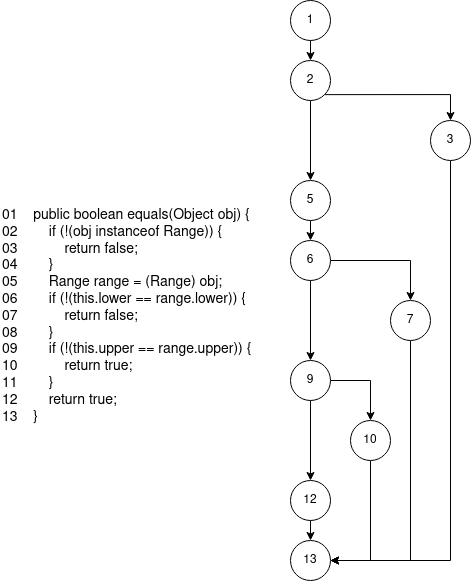 01 public boolean equals(Object obj) {
02 if (!(obj instanceof Range)) {
03 return false;
04 }
05 Range range = (Range) obj;
06 if (!(this.lower == range.lower)) {
07 return false;
08 }
09 if (!(this.upper == range.upper)) {
10 return true;
11 }
12 return true;
13 }
1
2
3
5
6
7
9
10
12
13